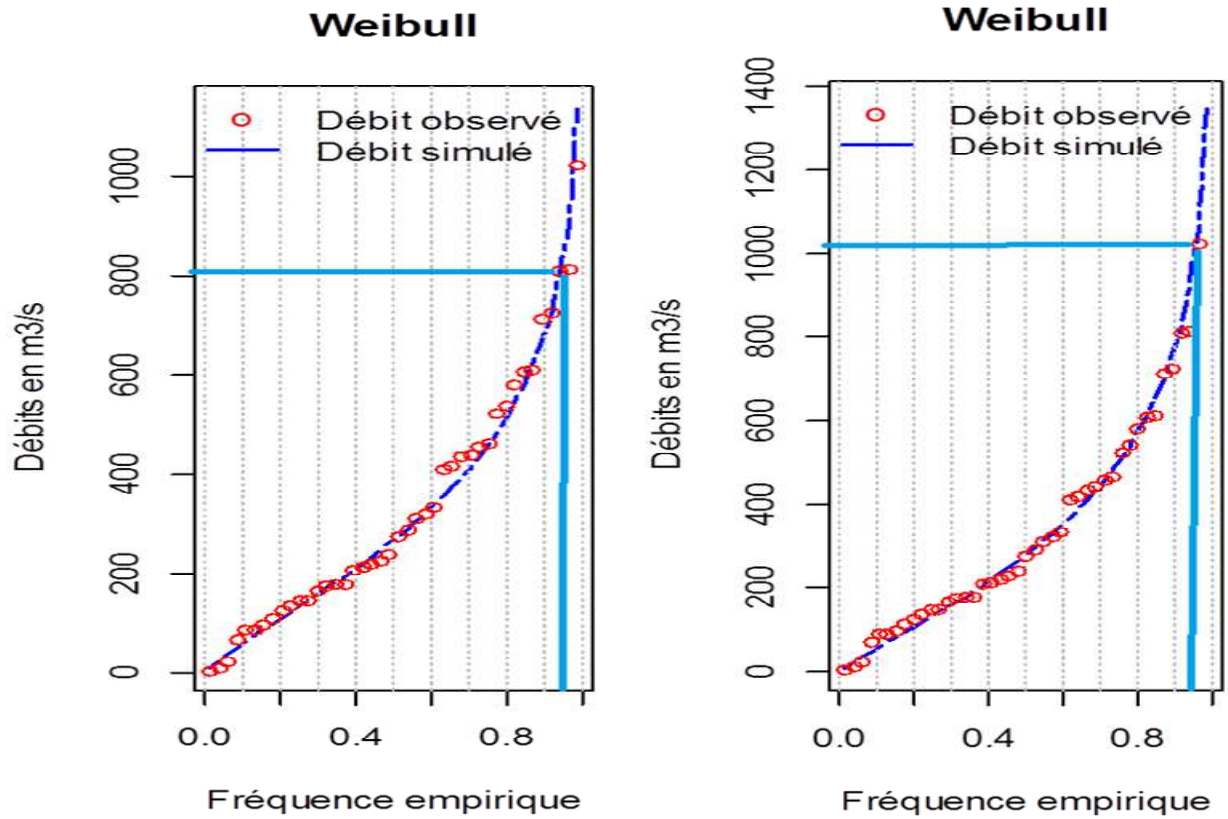 Weibull
Débit observé
Débit simulé
1000
800
600
400
200
0
Débits en m3/s
0.0 0.4 0.8
Fréquence empirique
Weibull
Débit observé
Débit simulé
1400
1200
1000
800
600
400
200
0
Débits en m3/s
0.0 0.4 0.8
Fréquence empirique